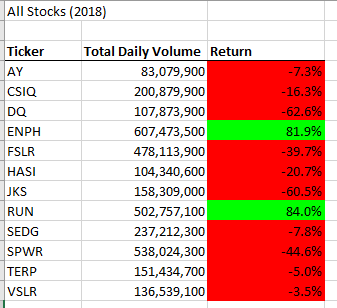 All Stocks (2018)
Ticker Total Daily Volume Return
AY 83,079,900 -7.3%
CSIQ 200,879,900 -16.3%
DQ 107,873,900 -62.6%
ENPH 607,473,500 81.9%
FSLR 478,113,900 -39.7%
HASI 104,340,600 -20.7%
JKS 158,309,000 -60.5%
RUN 502,757,100 84.0%
SEDG 237,212,300 -7.8%
SPWR 538,024,300 -44.6%
TERP 151,434,700 -5.0%
VSLR 136,539,100 -3.5%